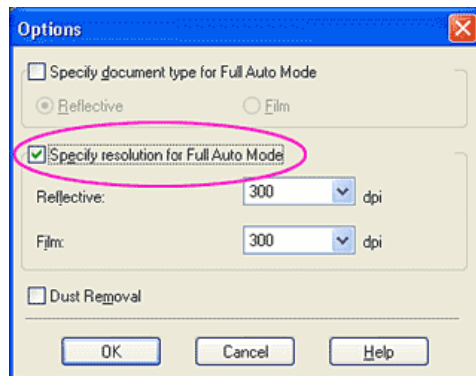 Options
Specify document type for Full Auto Mode
Reflective Film
Specify resolution for Full Auto Mode
Reflective: 300 dpi
Film: 300 dpi
Dust Removal
OK Cancel Help